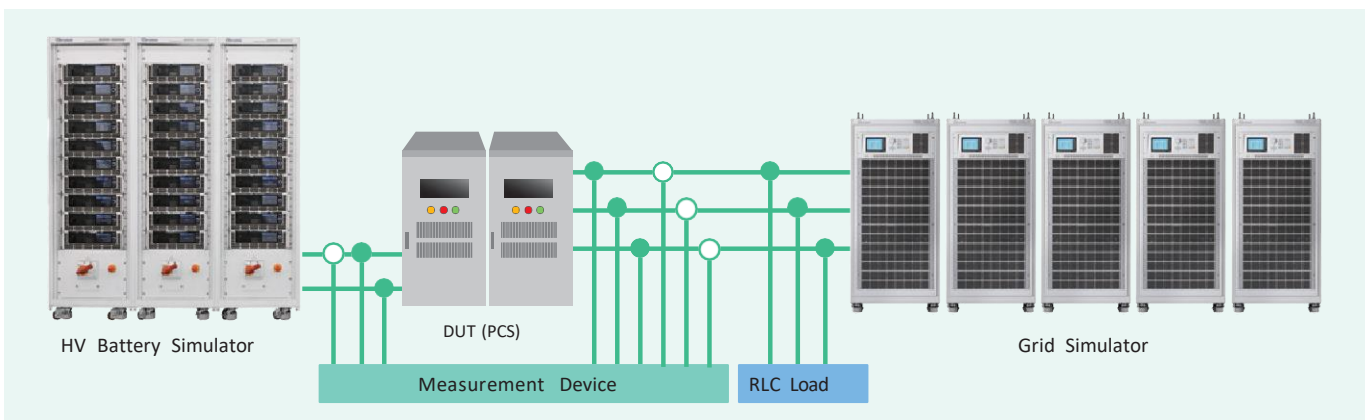 DUT (PCS)
HV Battery Simulator
Grid Simulator
Measurement Device
RLC Load